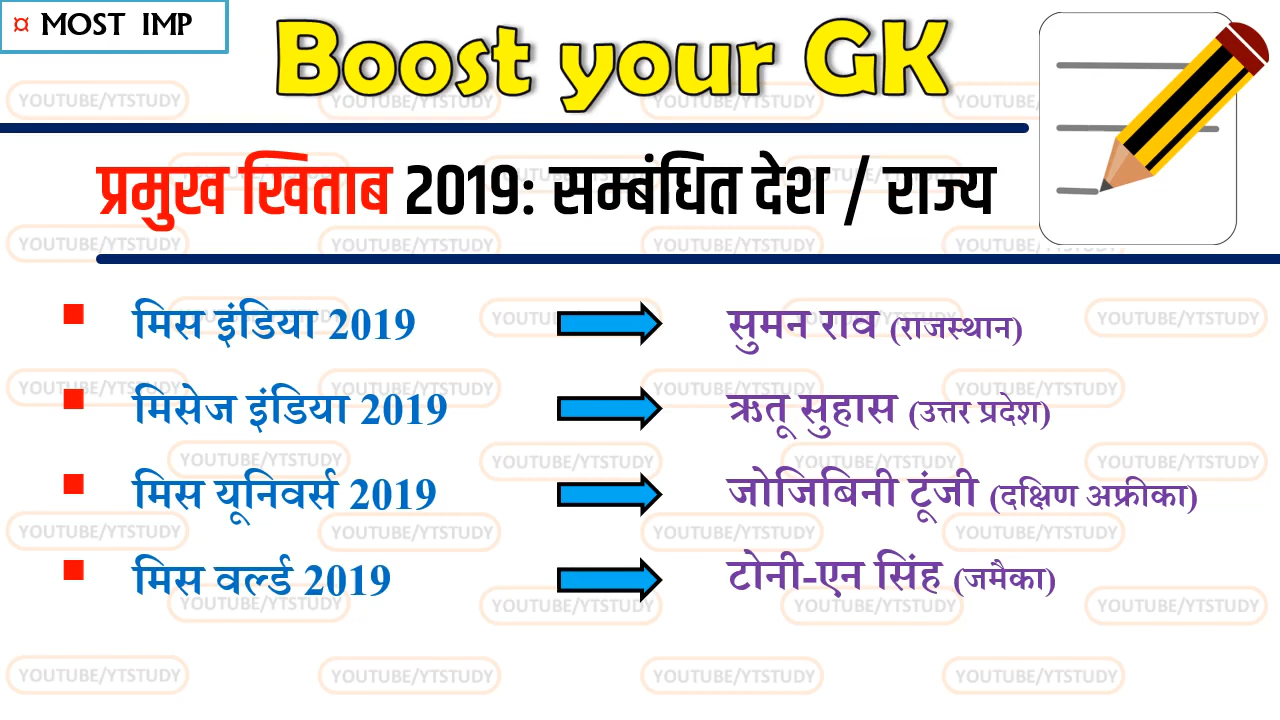 ¤ MOST IMP
Boost your GK
प्रमुख खिताब 2019: सम्बंधित देश / राज्य
▪ मिस इंडिया 2019 सुमन राव (राजस्थान)
▪ मिसेज इंडिया 2019 ऋतू सुहास (उत्तर प्रदेश)
▪ मिस यूनिवर्स 2019 जोजिबिनी टूंजी (दक्षिण अफ्रीका)
▪ मिस वर्ल्ड 2019 टोनी-एन सिंह (जमैका)
YOUTUBE/YTSTUDY